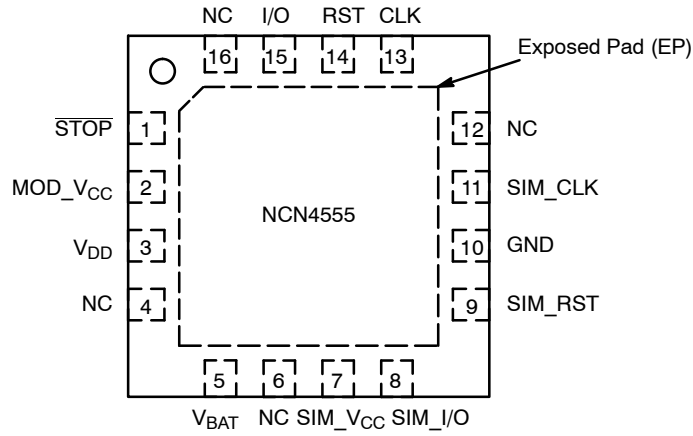 NC I/O RST CLK
16 15 14 13
Exposed Pad (EP)
STOP 1
12 NC
MOD_VCC 2
11 SIM_CLK
NCN4555
VDD 3
10 GND
NC 4
9 SIM_RST
5 6 7 8
VBAT NC SIM_VCC SIM_I/O